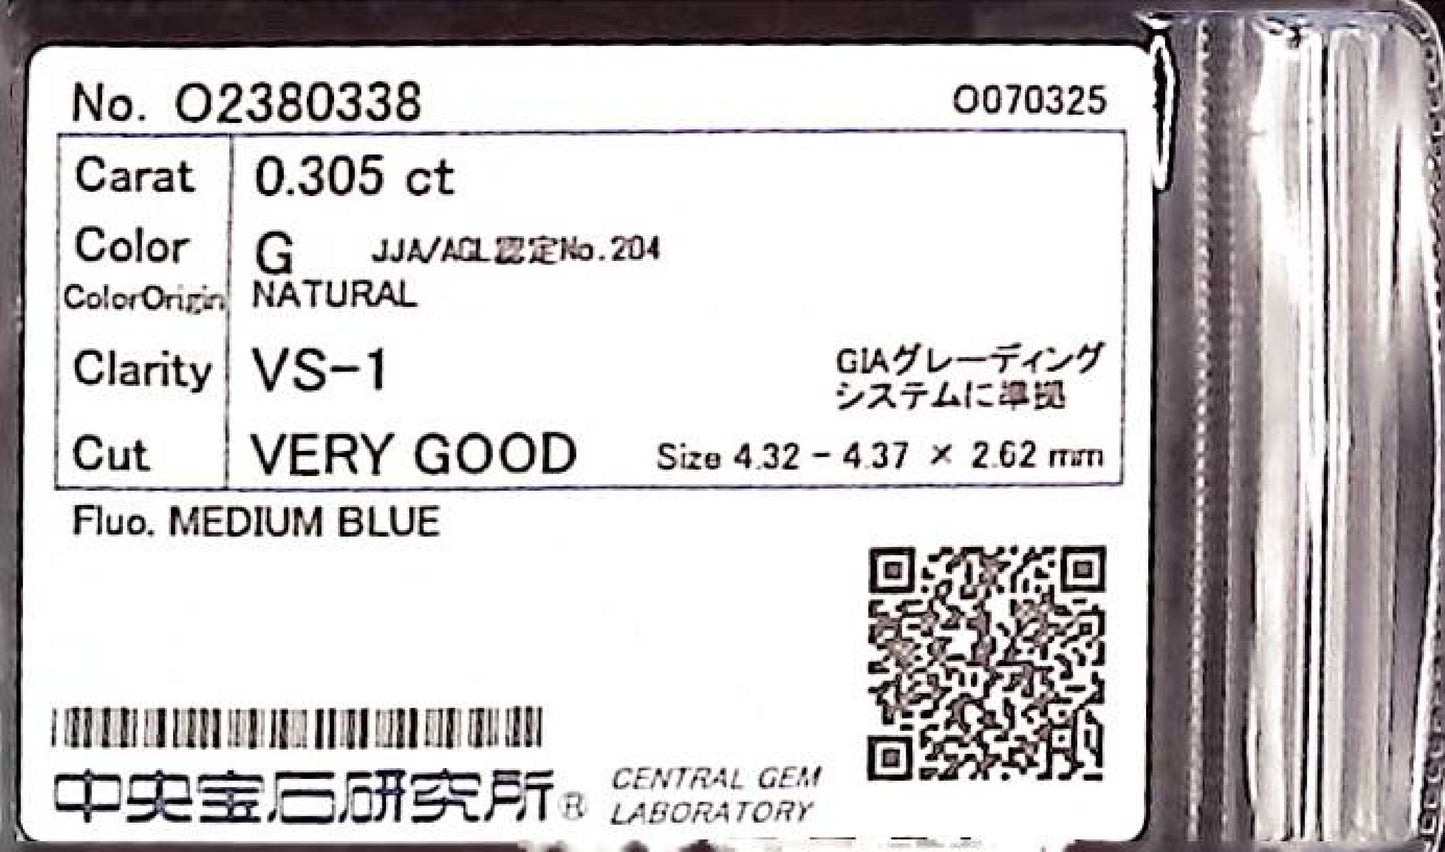 No. O2380338 O070325
Carat 0.305 ct
Color G JJA/AGL認定No.204
ColorOrigin NATURAL
Clarity VS-1 GIAグレーディング
システムに準拠
Cut VERY GOOD Size 4.32 - 4.37 × 2.62 mm
Fluo. MEDIUM BLUE
中央宝石研究所® CENTRAL GEM
LABORATORY